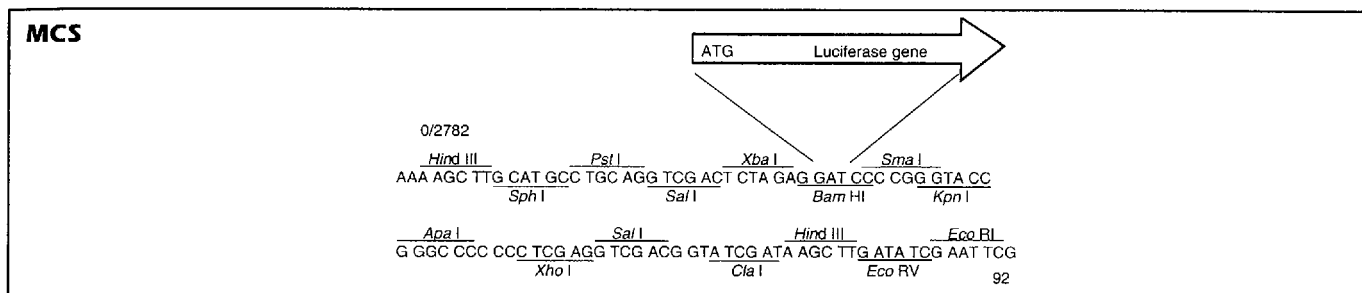 MCS
ATG Luciferase gene
0/2782
Hind III Pst I Xba I Sma I
AAA AGC TTG CAT GCC TGC AGG TCG ACT CTA GAG GAT CCC CGG GTA CC
Sph I Sal I Bam HI Kpn I
Apa I Sal I Hind III Eco RI
G GGC CCC CCC TCG AGG TCG ACG GTA TCG ATA AGC TTG ATA TCG AAT TCG
Xho I Cla I Eco RV
92